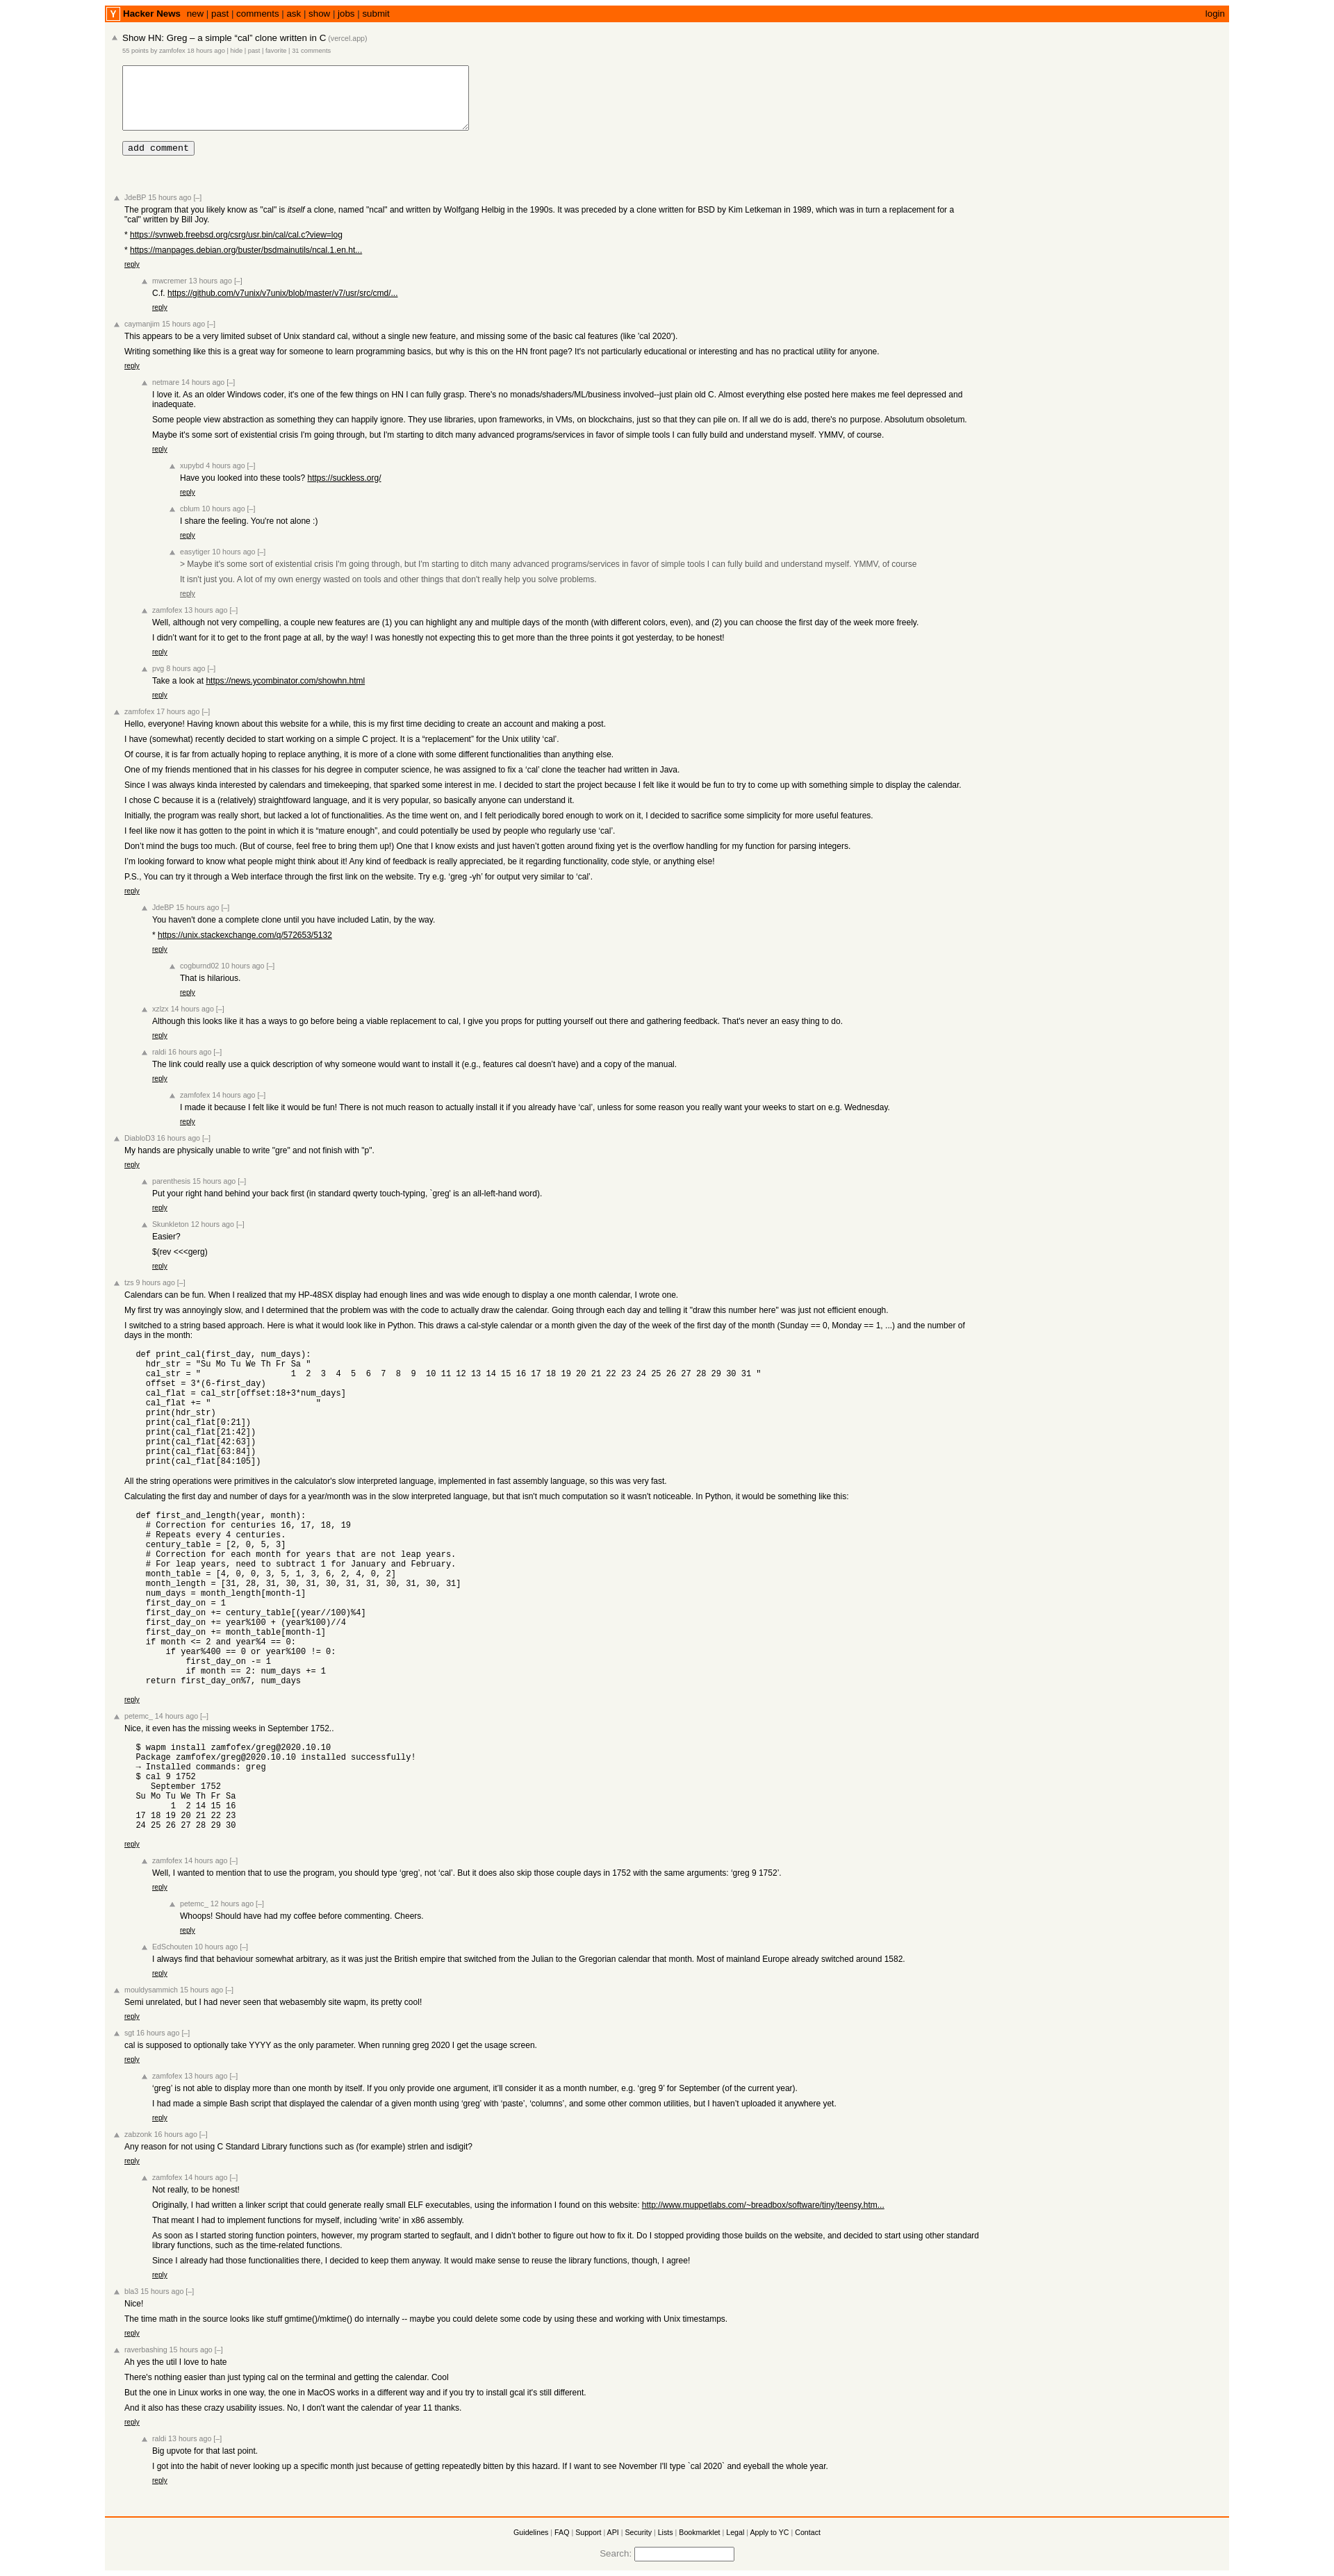 Y Hacker News new | past | comments | ask | show | jobs | submit login
Show HN: Greg – a simple “cal” clone written in C (vercel.app)
55 points by zamfofex 18 hours ago | hide | past | favorite | 31 comments
add comment
JdeBP 15 hours ago [–]
The program that you likely know as "cal" is itself a clone, named "ncal" and written by Wolfgang Helbig in the 1990s. It was preceded by a clone written for BSD by Kim Letkeman in 1989, which was in turn a replacement for a
"cal" written by Bill Joy.
* https://svnweb.freebsd.org/csrg/usr.bin/cal/cal.c?view=log
* https://manpages.debian.org/buster/bsdmainutils/ncal.1.en.ht...
reply
mwcremer 13 hours ago [–]
C.f. https://github.com/v7unix/v7unix/blob/master/v7/usr/src/cmd/...
reply
caymanjim 15 hours ago [–]
This appears to be a very limited subset of Unix standard cal, without a single new feature, and missing some of the basic cal features (like 'cal 2020').
Writing something like this is a great way for someone to learn programming basics, but why is this on the HN front page? It's not particularly educational or interesting and has no practical utility for anyone.
reply
netmare 14 hours ago [–]
I love it. As an older Windows coder, it's one of the few things on HN I can fully grasp. There's no monads/shaders/ML/business involved--just plain old C. Almost everything else posted here makes me feel depressed and
inadequate.
Some people view abstraction as something they can happily ignore. They use libraries, upon frameworks, in VMs, on blockchains, just so that they can pile on. If all we do is add, there's no purpose. Absolutum obsoletum.
Maybe it's some sort of existential crisis I'm going through, but I'm starting to ditch many advanced programs/services in favor of simple tools I can fully build and understand myself. YMMV, of course.
reply
xupybd 4 hours ago [–]
Have you looked into these tools? https://suckless.org/
reply
cblum 10 hours ago [–]
I share the feeling. You're not alone :)
reply
easytiger 10 hours ago [–]
> Maybe it's some sort of existential crisis I'm going through, but I'm starting to ditch many advanced programs/services in favor of simple tools I can fully build and understand myself. YMMV, of course
It isn't just you. A lot of my own energy wasted on tools and other things that don't really help you solve problems.
reply
zamfofex 13 hours ago [–]
Well, although not very compelling, a couple new features are (1) you can highlight any and multiple days of the month (with different colors, even), and (2) you can choose the first day of the week more freely.
I didn’t want for it to get to the front page at all, by the way! I was honestly not expecting this to get more than the three points it got yesterday, to be honest!
reply
pvg 8 hours ago [–]
Take a look at https://news.ycombinator.com/showhn.html
reply
zamfofex 17 hours ago [–]
Hello, everyone! Having known about this website for a while, this is my first time deciding to create an account and making a post.
I have (somewhat) recently decided to start working on a simple C project. It is a “replacement” for the Unix utility ‘cal’.
Of course, it is far from actually hoping to replace anything, it is more of a clone with some different functionalities than anything else.
One of my friends mentioned that in his classes for his degree in computer science, he was assigned to fix a ‘cal’ clone the teacher had written in Java.
Since I was always kinda interested by calendars and timekeeping, that sparked some interest in me. I decided to start the project because I felt like it would be fun to try to come up with something simple to display the calendar.
I chose C because it is a (relatively) straightfoward language, and it is very popular, so basically anyone can understand it.
Initially, the program was really short, but lacked a lot of functionalities. As the time went on, and I felt periodically bored enough to work on it, I decided to sacrifice some simplicity for more useful features.
I feel like now it has gotten to the point in which it is “mature enough”, and could potentially be used by people who regularly use ‘cal’.
Don’t mind the bugs too much. (But of course, feel free to bring them up!) One that I know exists and just haven’t gotten around fixing yet is the overflow handling for my function for parsing integers.
I’m looking forward to know what people might think about it! Any kind of feedback is really appreciated, be it regarding functionality, code style, or anything else!
P.S., You can try it through a Web interface through the first link on the website. Try e.g. ‘greg -yh’ for output very similar to ‘cal’.
reply
JdeBP 15 hours ago [–]
You haven't done a complete clone until you have included Latin, by the way.
* https://unix.stackexchange.com/q/572653/5132
reply
cogburnd02 10 hours ago [–]
That is hilarious.
reply
xztzx 14 hours ago [–]
Although this looks like it has a ways to go before being a viable replacement to cal, I give you props for putting yourself out there and gathering feedback. That's never an easy thing to do.
reply
raldi 16 hours ago [–]
The link could really use a quick description of why someone would want to install it (e.g., features cal doesn’t have) and a copy of the manual.
reply
zamfofex 14 hours ago [–]
I made it because I felt like it would be fun! There is not much reason to actually install it if you already have ‘cal’, unless for some reason you really want your weeks to start on e.g. Wednesday.
reply
DiabloD3 16 hours ago [–]
My hands are physically unable to write "gre" and not finish with "p".
reply
parenthesis 15 hours ago [–]
Put your right hand behind your back first (in standard qwerty touch-typing, `greg' is an all-left-hand word).
reply
Skunkleton 12 hours ago [–]
Easier?
$(rev <<<gerg)
reply
tzs 9 hours ago [–]
Calendars can be fun. When I realized that my HP-48SX display had enough lines and was wide enough to display a one month calendar, I wrote one.
My first try was annoyingly slow, and I determined that the problem was with the code to actually draw the calendar. Going through each day and telling it "draw this number here" was just not efficient enough.
I switched to a string based approach. Here is what it would look like in Python. This draws a cal-style calendar or a month given the day of the week of the first day of the month (Sunday == 0, Monday == 1, ...) and the number of
days in the month:
def print_cal(first_day, num_days):
  hdr_str = "Su Mo Tu We Th Fr Sa "
  cal_str = "                  1  2  3  4  5  6  7  8  9  10 11 12 13 14 15 16 17 18 19 20 21 22 23 24 25 26 27 28 29 30 31 "
  offset = 3*(6-first_day)
  cal_flat = cal_str[offset:18+3*num_days]
  cal_flat += "                     "
  print(hdr_str)
  print(cal_flat[0:21])
  print(cal_flat[21:42])
  print(cal_flat[42:63])
  print(cal_flat[63:84])
  print(cal_flat[84:105])
All the string operations were primitives in the calculator's slow interpreted language, implemented in fast assembly language, so this was very fast.
Calculating the first day and number of days for a year/month was in the slow interpreted language, but that isn't much computation so it wasn't noticeable. In Python, it would be something like this:
def first_and_length(year, month):
  # Correction for centuries 16, 17, 18, 19
  # Repeats every 4 centuries.
  century_table = [2, 0, 5, 3]
  # Correction for each month for years that are not leap years.
  # For leap years, need to subtract 1 for January and February.
  month_table = [4, 0, 0, 3, 5, 1, 3, 6, 2, 4, 0, 2]
  month_length = [31, 28, 31, 30, 31, 30, 31, 31, 30, 31, 30, 31]
  num_days = month_length[month-1]
  first_day_on = 1
  first_day_on += century_table[(year//100)%4]
  first_day_on += year%100 + (year%100)//4
  first_day_on += month_table[month-1]
  if month <= 2 and year%4 == 0:
      if year%400 == 0 or year%100 != 0:
          first_day_on -= 1
          if month == 2: num_days += 1
  return first_day_on%7, num_days
reply
petemc_ 14 hours ago [–]
Nice, it even has the missing weeks in September 1752..
$ wapm install zamfofex/greg@2020.10.10
Package zamfofex/greg@2020.10.10 installed successfully!
→ Installed commands: greg
$ cal 9 1752
   September 1752
Su Mo Tu We Th Fr Sa
       1  2 14 15 16
17 18 19 20 21 22 23
24 25 26 27 28 29 30
reply
zamfofex 14 hours ago [–]
Well, I wanted to mention that to use the program, you should type ‘greg’, not ‘cal’. But it does also skip those couple days in 1752 with the same arguments: ‘greg 9 1752’.
reply
petemc_ 12 hours ago [–]
Whoops! Should have had my coffee before commenting. Cheers.
reply
EdSchouten 10 hours ago [–]
I always find that behaviour somewhat arbitrary, as it was just the British empire that switched from the Julian to the Gregorian calendar that month. Most of mainland Europe already switched around 1582.
reply
mouldysammich 15 hours ago [–]
Semi unrelated, but I had never seen that webasembly site wapm, its pretty cool!
reply
sgt 16 hours ago [–]
cal is supposed to optionally take YYYY as the only parameter. When running greg 2020 I get the usage screen.
reply
zamfofex 13 hours ago [–]
‘greg’ is not able to display more than one month by itself. If you only provide one argument, it’ll consider it as a month number, e.g. ‘greg 9’ for September (of the current year).
I had made a simple Bash script that displayed the calendar of a given month using ‘greg’ with ‘paste’, ‘columns’, and some other common utilities, but I haven’t uploaded it anywhere yet.
reply
zabzonk 16 hours ago [–]
Any reason for not using C Standard Library functions such as (for example) strlen and isdigit?
reply
zamfofex 14 hours ago [–]
Not really, to be honest!
Originally, I had written a linker script that could generate really small ELF executables, using the information I found on this website: http://www.muppetlabs.com/~breadbox/software/tiny/teensy.htm...
That meant I had to implement functions for myself, including ‘write’ in x86 assembly.
As soon as I started storing function pointers, however, my program started to segfault, and I didn’t bother to figure out how to fix it. Do I stopped providing those builds on the website, and decided to start using other standard
library functions, such as the time-related functions.
Since I already had those functionalities there, I decided to keep them anyway. It would make sense to reuse the library functions, though, I agree!
reply
bla3 15 hours ago [–]
Nice!
The time math in the source looks like stuff gmtime()/mktime() do internally -- maybe you could delete some code by using these and working with Unix timestamps.
reply
raverbashing 15 hours ago [–]
Ah yes the util I love to hate
There's nothing easier than just typing cal on the terminal and getting the calendar. Cool
But the one in Linux works in one way, the one in MacOS works in a different way and if you try to install gcal it's still different.
And it also has these crazy usability issues. No, I don't want the calendar of year 11 thanks.
reply
raldi 13 hours ago [–]
Big upvote for that last point.
I got into the habit of never looking up a specific month just because of getting repeatedly bitten by this hazard. If I want to see November I'll type `cal 2020` and eyeball the whole year.
reply
Guidelines | FAQ | Support | API | Security | Lists | Bookmarklet | Legal | Apply to YC | Contact
Search: